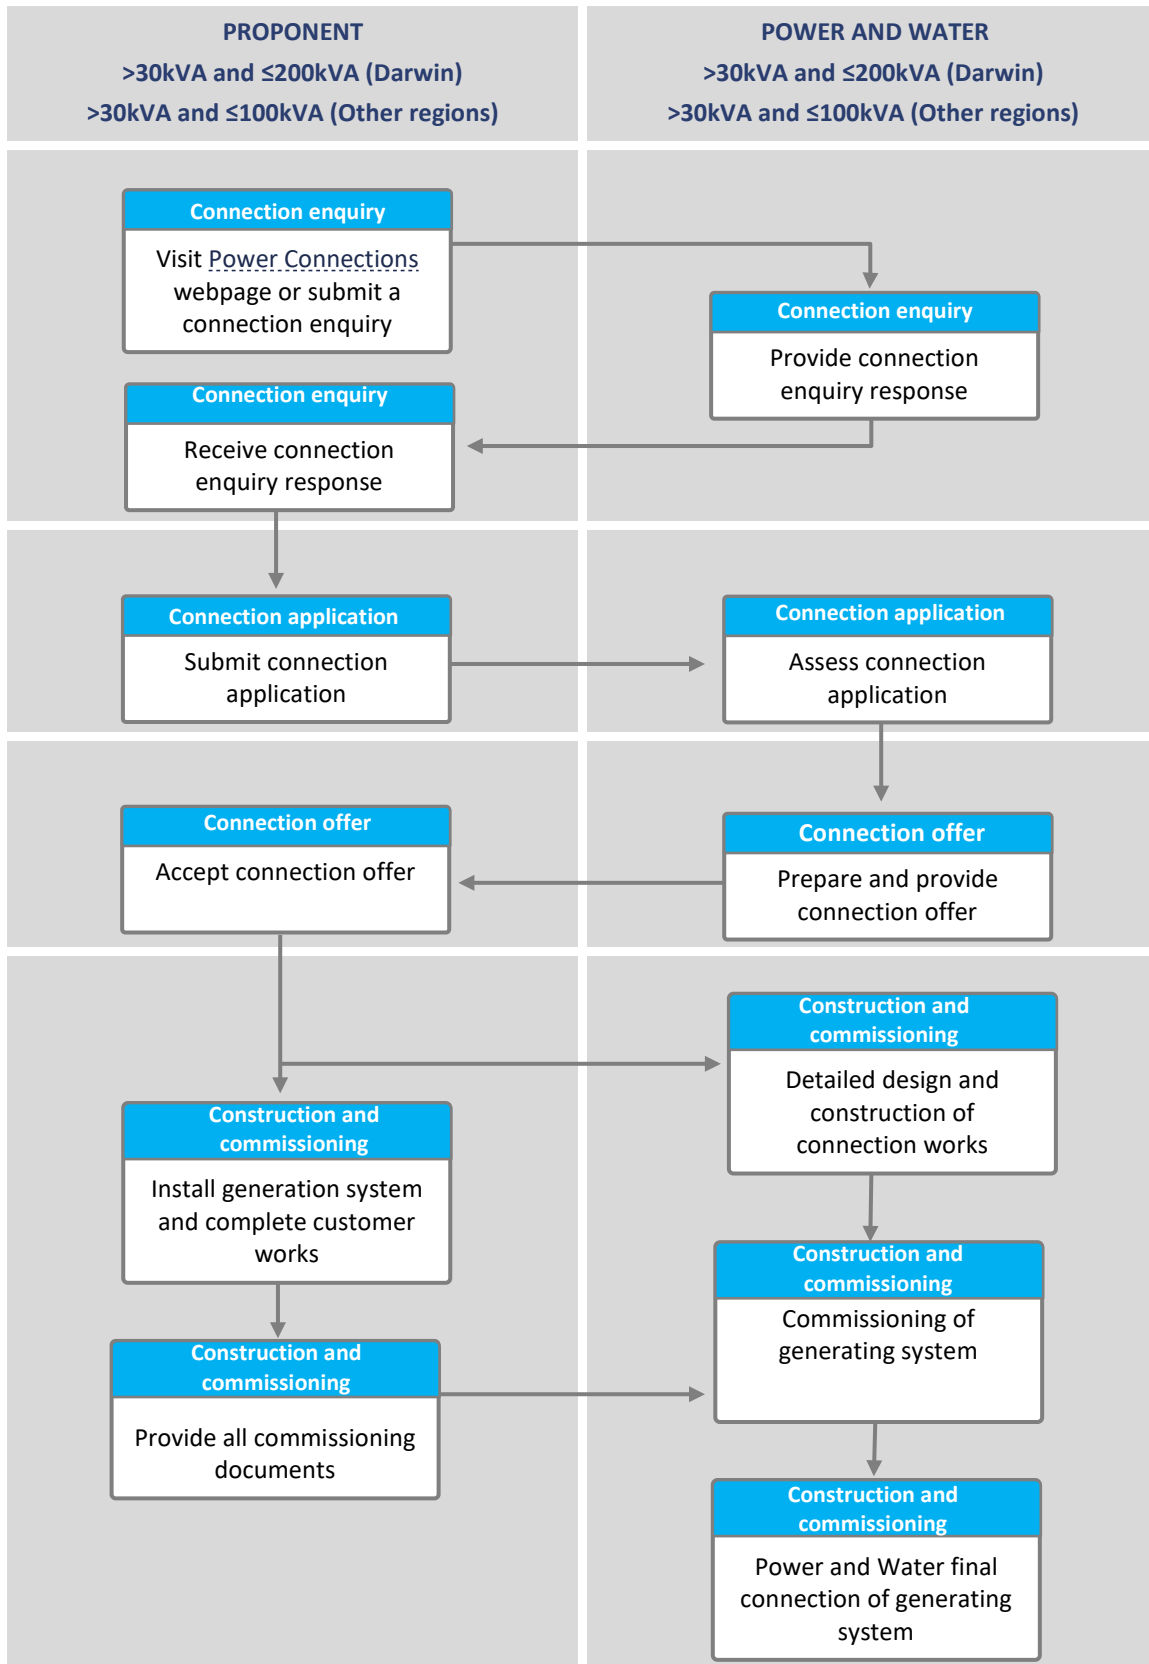 PROPONENT
>30kVA and ≤200kVA (Darwin)
>30kVA and ≤100kVA (Other regions)
POWER AND WATER
>30kVA and ≤200kVA (Darwin)
>30kVA and ≤100kVA (Other regions)
Connection enquiry
Visit Power Connections
webpage or submit a
connection enquiry
Connection enquiry
Provide connection
enquiry response
Connection enquiry
Receive connection
enquiry response
Connection application
Submit connection
application
Connection application
Assess connection
application
Connection offer
Accept connection offer
Connection offer
Prepare and provide
connection offer
Construction and
commissioning
Detailed design and
construction of
connection works
Construction and
commissioning
Install generation system
and complete customer
works
Construction and
commissioning
Commissioning of
generating system
Construction and
commissioning
Provide all commissioning
documents
Construction and
commissioning
Power and Water final
connection of generating
system